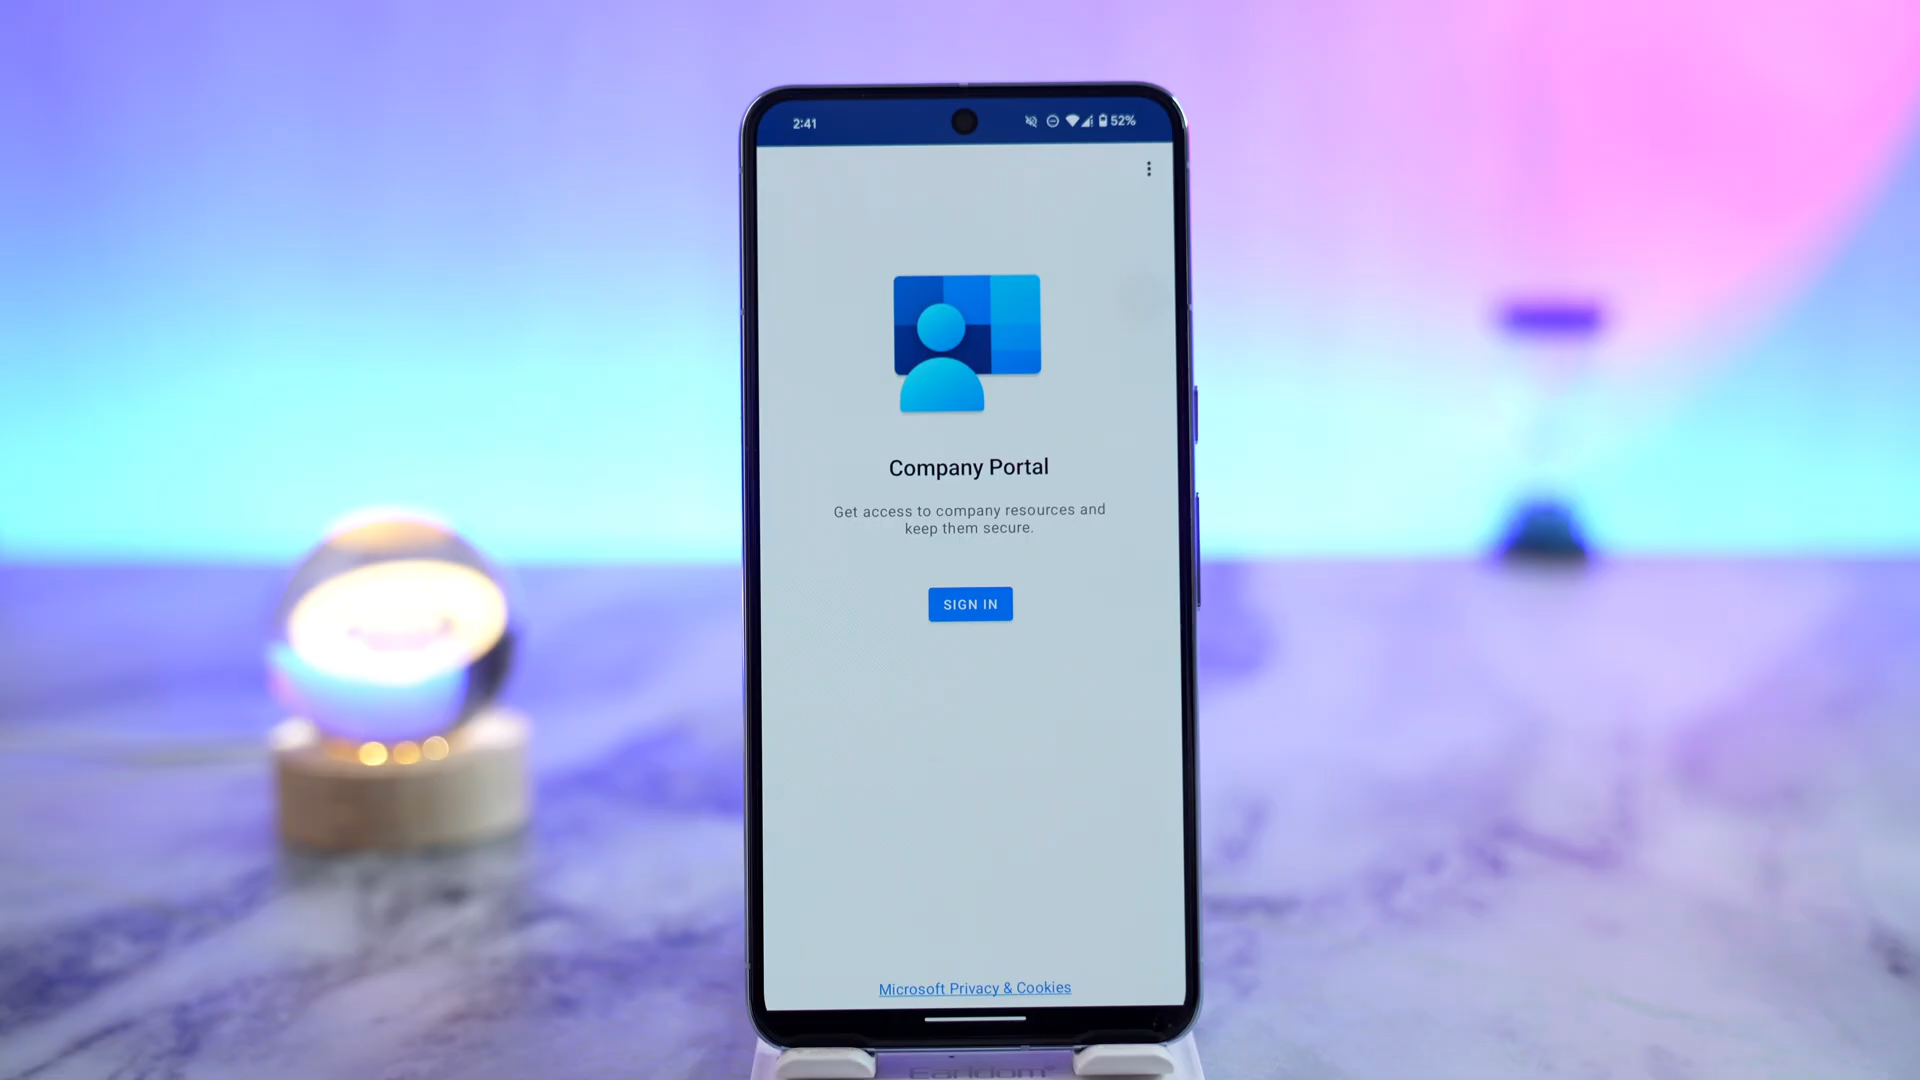 2:41
52%
Company Portal
Get access to company resources and
keep them secure.
SIGN IN
Microsoft Privacy & Cookies
Earldom